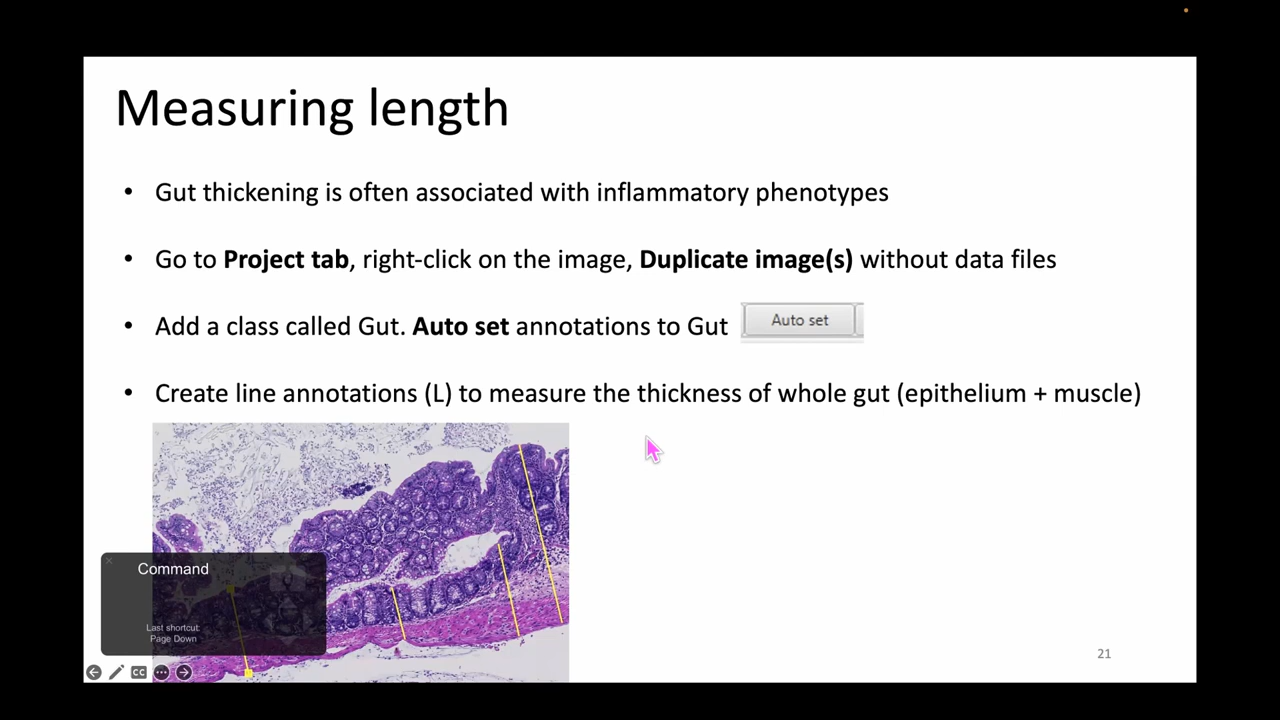 Measuring length
• Gut thickening is often associated with inflammatory phenotypes
• Go to Project tab, right-click on the image, Duplicate image(s) without data files
• Add a class called Gut. Auto set annotations to Gut
Auto set
• Create line annotations (L) to measure the thickness of whole gut (epithelium + muscle)
Command
Last shortcut:
Page Down
CC
21